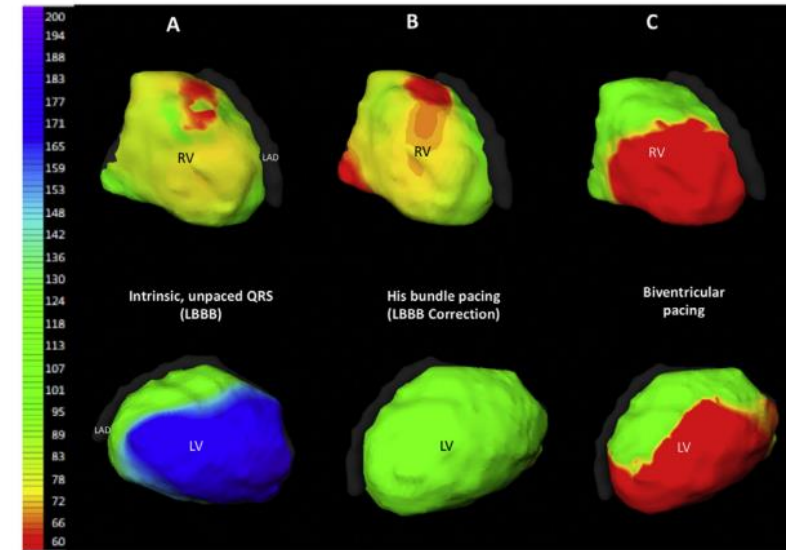 A
B
C
200
194
188
183
177
171
165
159
153
148
142
136
130
124
118
113
107
101
95
89
83
78
72
66
60
RV
LAD
RV
RV
Intrinsic, unpaced QRS
(LBBB)
His bundle pacing
(LBBB Correction)
Biventricular
pacing
LAD
LV
LV
LV